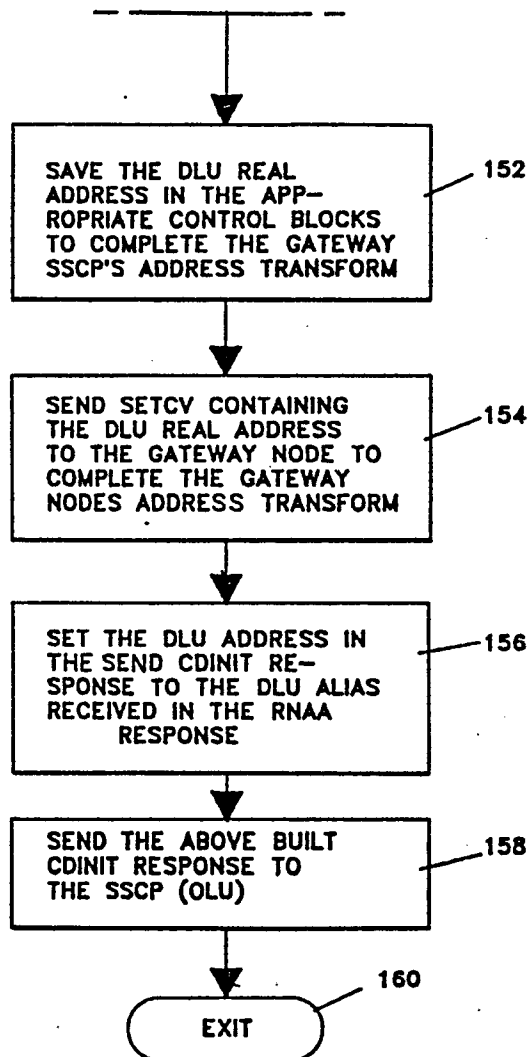 SAVE THE DLU REAL
ADDRESS IN THE APP-
ROPRIATE CONTROL BLOCKS
TO COMPLETE THE GATEWAY
SSCP'S ADDRESS TRANSFORM
152
SEND SETCV CONTAINING
THE DLU REAL ADDRESS
TO THE GATEWAY NODE TO
COMPLETE THE GATEWAY
NODES ADDRESS TRANSFORM
154
SET THE DLU ADDRESS IN
THE SEND CDINIT RE-
SPONSE TO THE DLU ALIAS
RECEIVED IN THE RNAA
RESPONSE
156
SEND THE ABOVE BUILT
CDINIT RESPONSE TO
THE SSCP (OLU)
158
160
EXIT